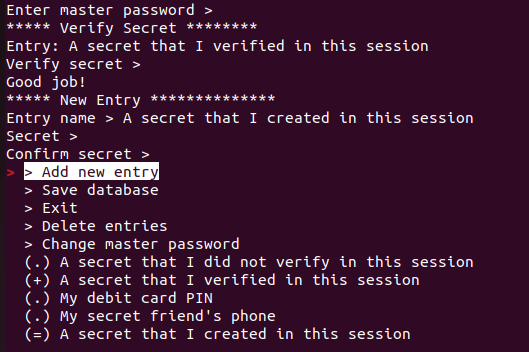 Enter master password >
***** Verify Secret ********
Entry: A secret that I verified in this session
Verify secret >
Good job!
***** New Entry **************
Entry name > A secret that I created in this session
Secret >
Confirm secret >
> > Add new entry
> Save database
> Exit
> Delete entries
> Change master password
(.) A secret that I did not verify in this session
(+) A secret that I verified in this session
(.) My debit card PIN
(.) My secret friend's phone
(=) A secret that I created in this session